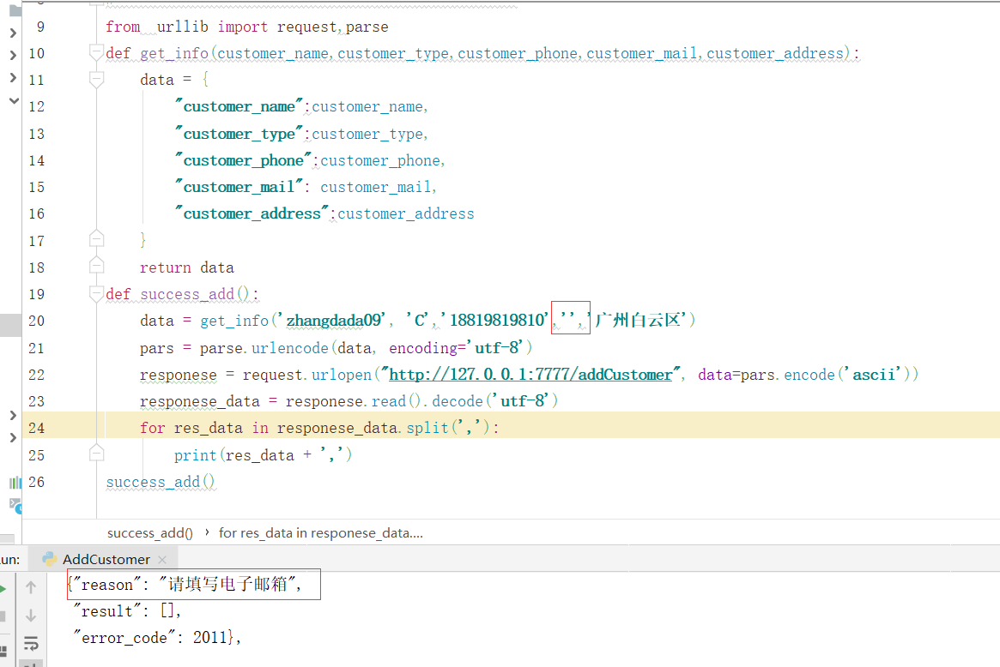 9 from  urllib import request,parse
10 def get_info(customer_name,customer_type,customer_phone,customer_mail,customer_address):
11     data = {
12         "customer_name":customer_name,
13         "customer_type":customer_type,
14         "customer_phone":customer_phone,
15         "customer_mail": customer_mail,
16         "customer_address":customer_address
17     }
18     return data
19 def success_add():
20     data = get_info('zhangdada09', 'C','18819819810','','广州白云区')
21     pars = parse.urlencode(data, encoding='utf-8')
22     responese = request.urlopen("http://127.0.0.1:7777/addCustomer", data=pars.encode('ascii'))
23     responese_data = responese.read().decode('utf-8')
24     for res_data in responese_data.split(','):
25         print(res_data + ',')
26 success_add()
success_add() › for res_data in responese_data....
un: AddCustomer ×
{"reason": "请填写电子邮箱",
"result": [],
"error_code": 2011},